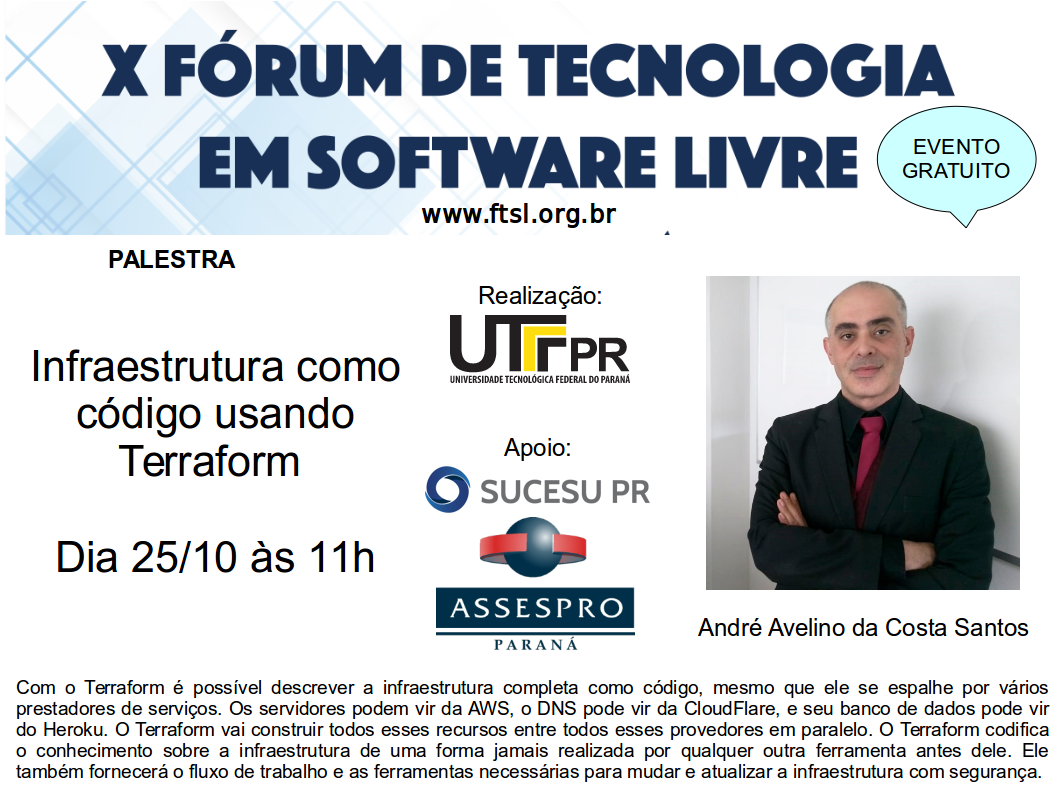 X FÓRUM DE TECNOLOGIA
EM SOFTWARE LIVRE
EVENTO
GRATUITO
www.ftsl.org.br
PALESTRA
Infraestrutura como
código usando
Terraform
Dia 25/10 às 11h
Realização:
UTFPR
UNIVERSIDADE TECNOLÓGICA FEDERAL DO PARANÁ
Apoio:
SUCESU PR
ASSESPRO
PARANÁ
André Avelino da Costa Santos
Com o Terraform é possível descrever a infraestrutura completa como código, mesmo que ele se espalhe por vários
prestadores de serviços. Os servidores podem vir da AWS, o DNS pode vir da CloudFlare, e seu banco de dados pode vir
do Heroku. O Terraform vai construir todos esses recursos entre todos esses provedores em paralelo. O Terraform codifica
o conhecimento sobre a infraestrutura de uma forma jamais realizada por qualquer outra ferramenta antes dele. Ele
também fornecerá o fluxo de trabalho e as ferramentas necessárias para mudar e atualizar a infraestrutura com segurança.